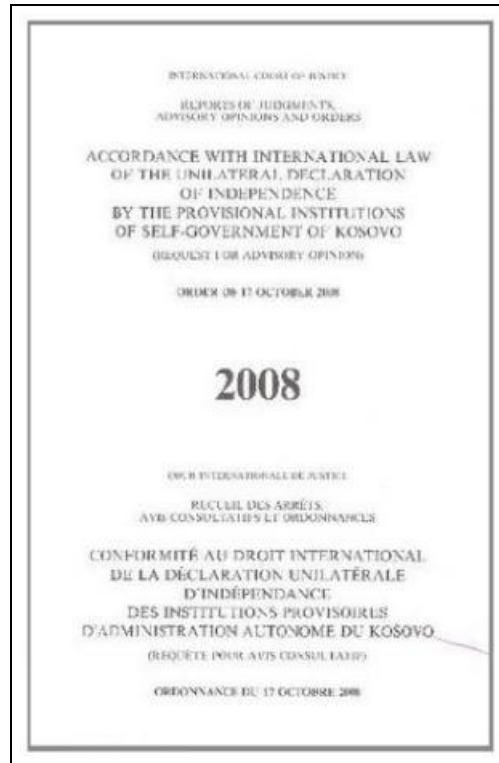 INTERNATIONAL COURT OF JUSTICE
REPORTS OF JUDGMENTS,
ADVISORY OPINIONS AND ORDERS
ACCORDANCE WITH INTERNATIONAL LAW
OF THE UNILATERAL DECLARATION
OF INDEPENDENCE
BY THE PROVISIONAL INSTITUTIONS
OF SELF-GOVERNMENT OF KOSOVO
(REQUEST FOR ADVISORY OPINION)
ORDER OF 17 OCTOBER 2008
2008
COUR INTERNATIONALE DE JUSTICE
RECUEIL DES ARRÊTS,
AVIS CONSULTATIFS ET ORDONNANCES
CONFORMITÉ AU DROIT INTERNATIONAL
DE LA DÉCLARATION UNILATÉRALE
D'INDÉPENDANCE
DES INSTITUTIONS PROVISOIRES
D'ADMINISTRATION AUTONOME DU KOSOVO
(REQUÊTE POUR AVIS CONSULTATIF)
ORDONNANCE DU 17 OCTOBRE 2008